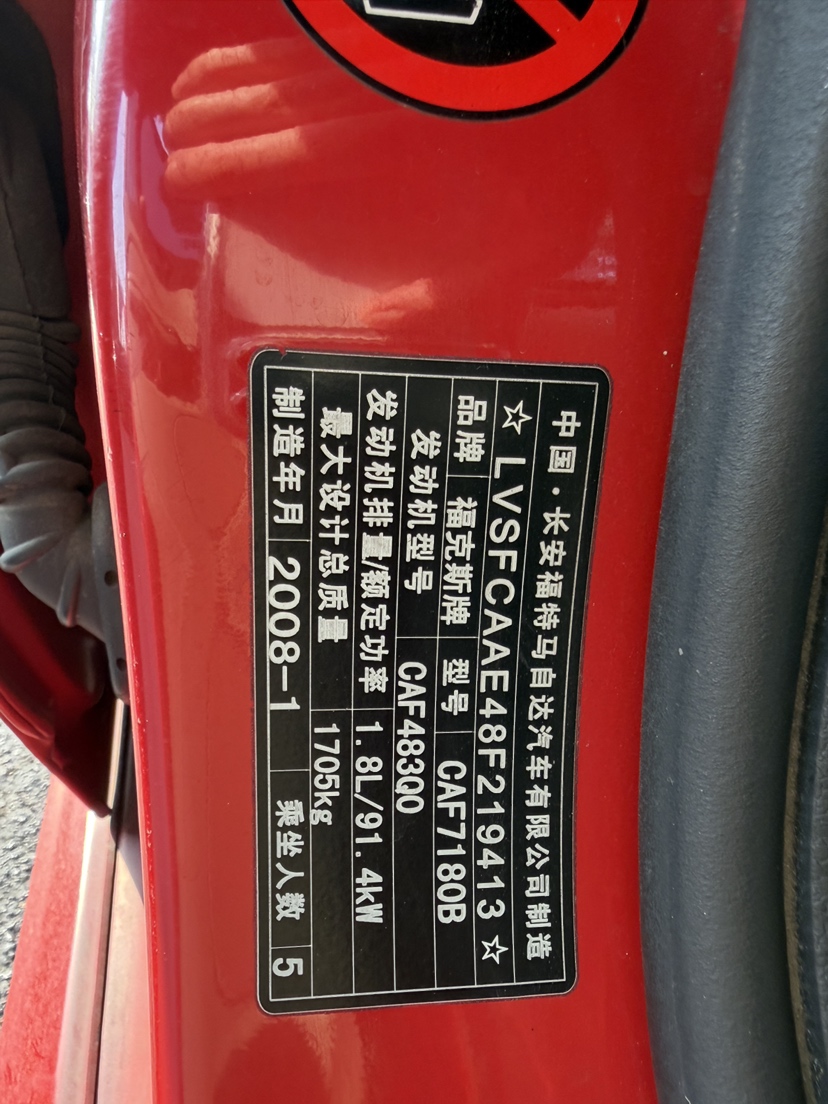 中国·长安福特马自达汽车有限公司制造
☆LVSFCAAE48F219413☆
品牌 福克斯牌 型号 CAF7180B
发动机型号 CAF483Q0
发动机排量/额定功率 1.8L/91.4kW
最大设计总质量 1705kg
制造年月 2008-1 乘坐人数 5